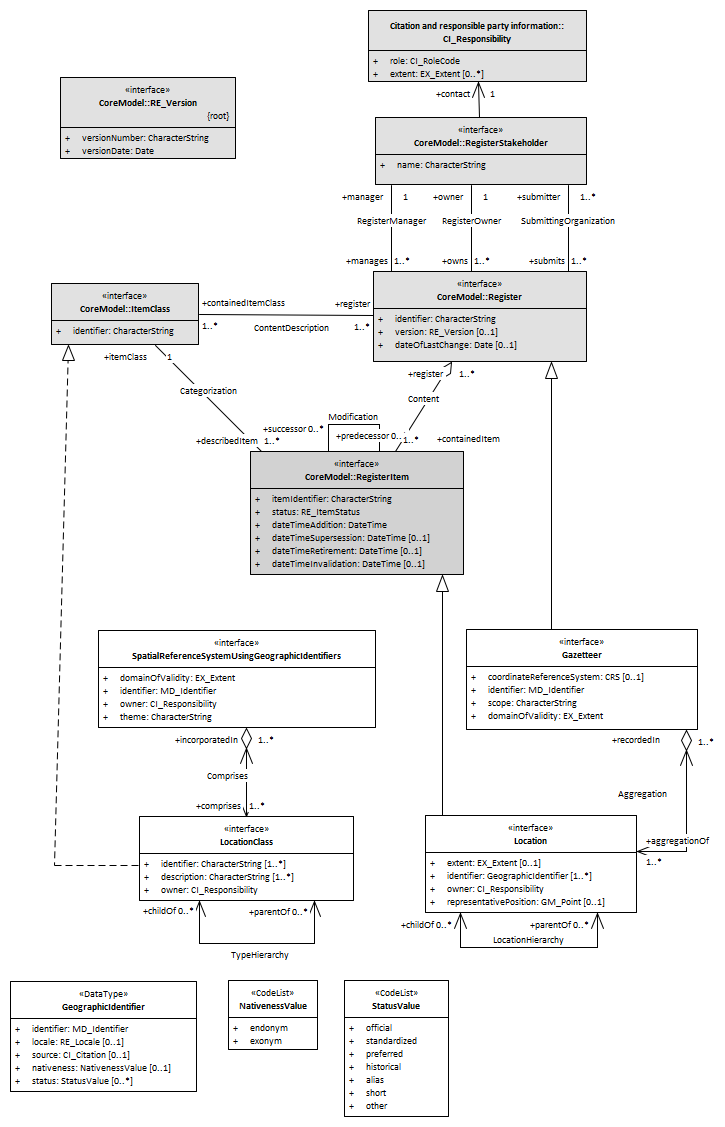 Citation and responsible party information::
CI_Responsibility
+ role: CI_RoleCode
+ extent: EX_Extent [0..*]
«interface»
CoreModel::RE_Version
{root}
+ versionNumber: CharacterString
+ versionDate: Date
+contact 1
«interface»
CoreModel::RegisterStakeholder
+ name: CharacterString
+manager 1 +owner 1 +submitter 1..*
RegisterManager RegisterOwner SubmittingOrganization
+manages 1..* +owns 1..* +submits 1..*
«interface»
CoreModel::ItemClass
+ identifier: CharacterString
+containedItemClass +register
1..* ContentDescription 1..*
«interface»
CoreModel::Register
+ identifier: CharacterString
+ version: RE_Version [0..1]
+ dateOfLastChange: Date [0..1]
+itemClass 1
Categorization
+describedItem 1..*
+register 1..*
Content
1..* +containedItem
Modification
+successor 0..*
+predecessor 0..
«interface»
CoreModel::RegisterItem
+ itemIdentifier: CharacterString
+ status: RE_ItemStatus
+ dateTimeAddition: DateTime
+ dateTimeSupersession: DateTime [0..1]
+ dateTimeRetirement: DateTime [0..1]
+ dateTimeInvalidation: DateTime [0..1]
«interface»
SpatialReferenceSystemUsingGeographicIdentifiers
+ domainOfValidity: EX_Extent
+ identifier: MD_Identifier
+ owner: CI_Responsibility
+ theme: CharacterString
«interface»
Gazetteer
+ coordinateReferenceSystem: CRS [0..1]
+ identifier: MD_Identifier
+ scope: CharacterString
+ domainOfValidity: EX_Extent
+incorporatedIn 1..*
Comprises
+comprises 1..*
+recordedIn 1..*
Aggregation
+aggregationOf
1..*
«interface»
LocationClass
+ identifier: CharacterString [1..*]
+ description: CharacterString [1..*]
+ owner: CI_Responsibility
+childOf 0..* +parentOf 0..*
TypeHierarchy
«interface»
Location
+ extent: EX_Extent [0..1]
+ identifier: GeographicIdentifier [1..*]
+ owner: CI_Responsibility
+ representativePosition: GM_Point [0..1]
+childOf 0..* +parentOf 0..*
LocationHierarchy
«DataType»
GeographicIdentifier
+ identifier: MD_Identifier
+ locale: RE_Locale [0..1]
+ source: CI_Citation [0..1]
+ nativeness: NativenessValue [0..1]
+ status: StatusValue [0..*]
«CodeList»
NativenessValue
+ endonym
+ exonym
«CodeList»
StatusValue
+ official
+ standardized
+ preferred
+ historical
+ alias
+ short
+ other